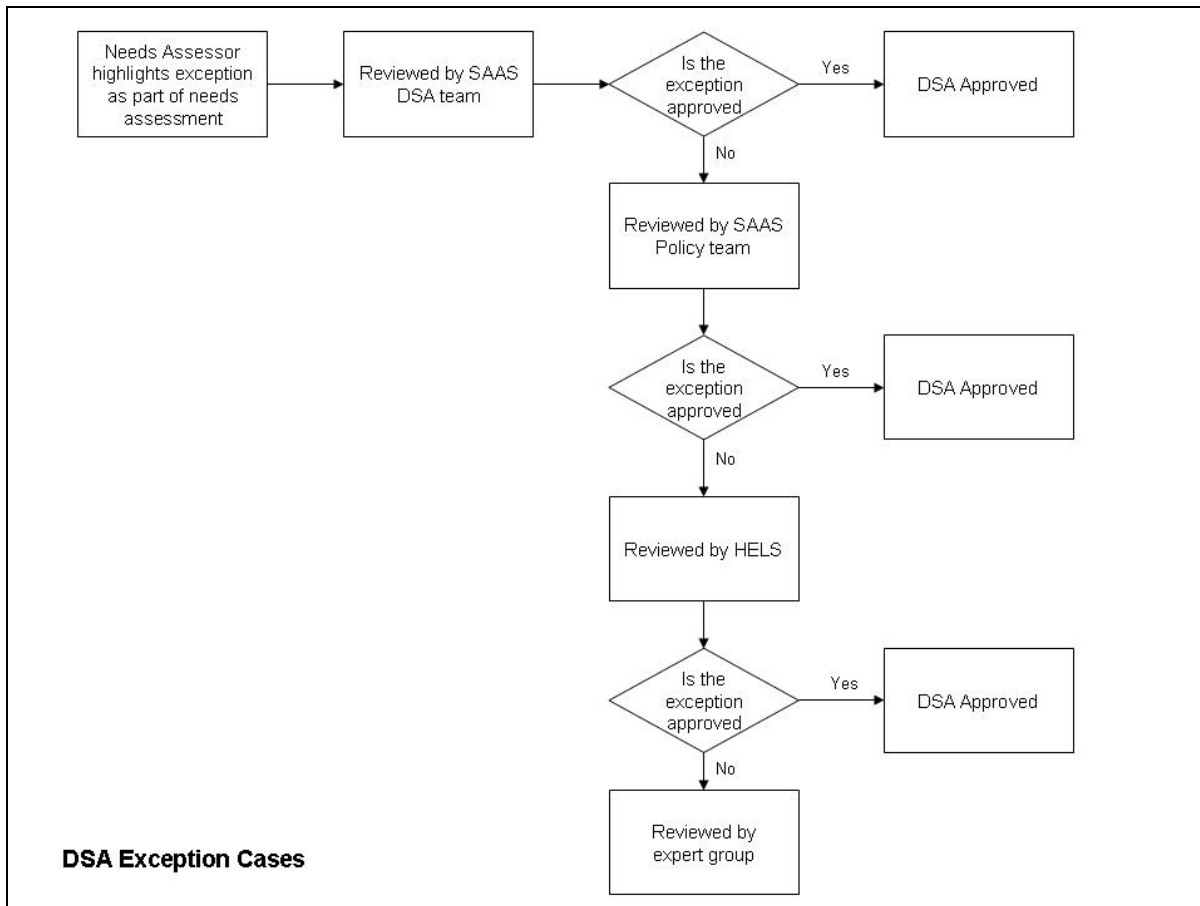 Needs Assessor
highlights exception
as part of needs
assessment
Reviewed by SAAS
DSA team
Is the
exception
approved
Yes
DSA Approved
No
Reviewed by SAAS
Policy team
Is the
exception
approved
Yes
DSA Approved
No
Reviewed by HELS
Is the
exception
approved
Yes
DSA Approved
No
Reviewed by
expert group
DSA Exception Cases